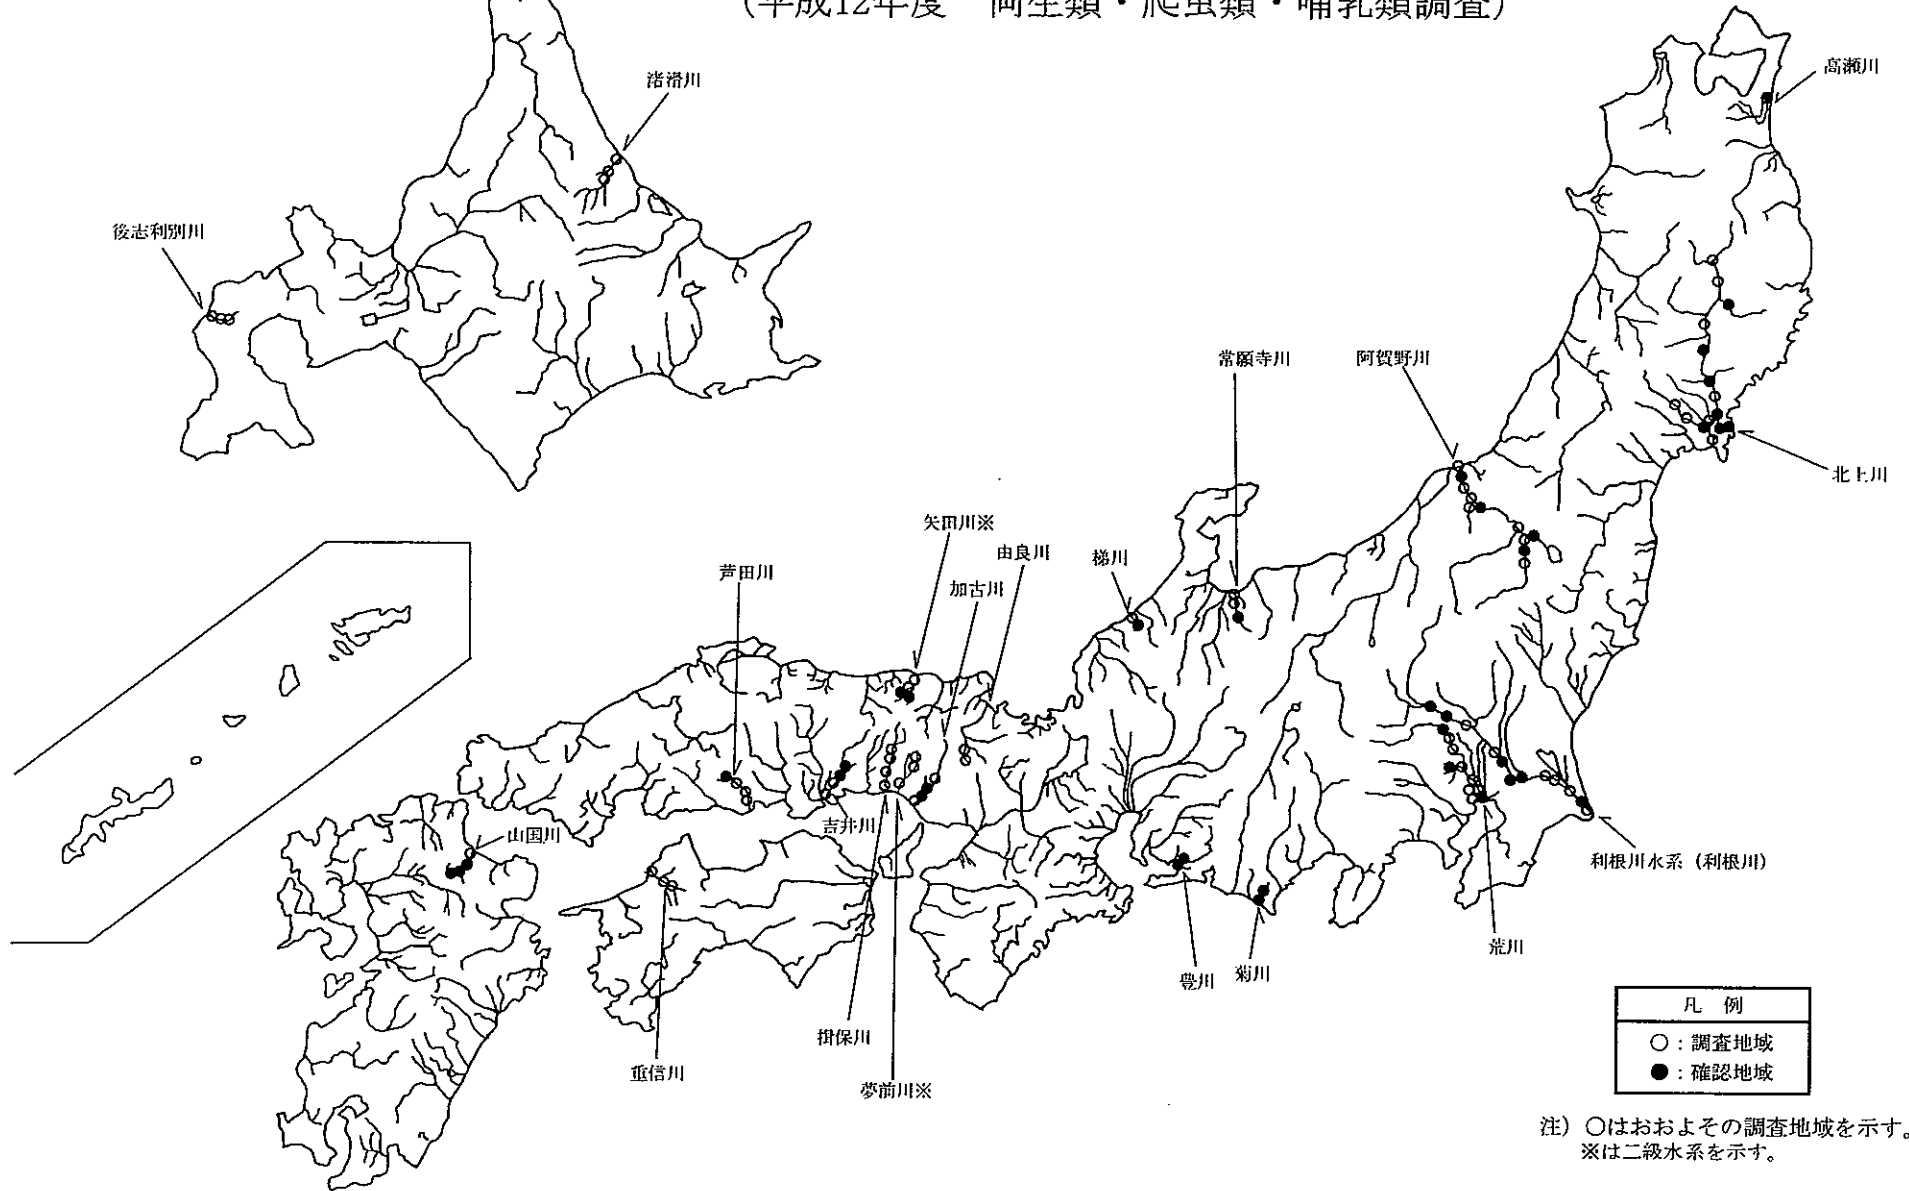 (平成12年度　両生類・爬虫類・哺乳類調査)
渚滑川
高瀬川
後志利別川
常願寺川
阿賀野川
北上川
矢田川※
由良川
梯川
芦田川
加古川
吉井川
山国川
利根川水系（利根川）
荒川
豊川
菊川
揖保川
重信川
夢前川※
凡　例
○：調査地域
●：確認地域
注）○はおおよその調査地域を示す。
※は二級水系を示す。